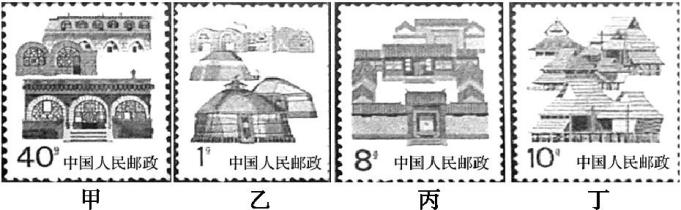 40分 中国人民邮政
1分 中国人民邮政
8分 中国人民邮政
10分 中国人民邮政
甲 乙 丙 丁